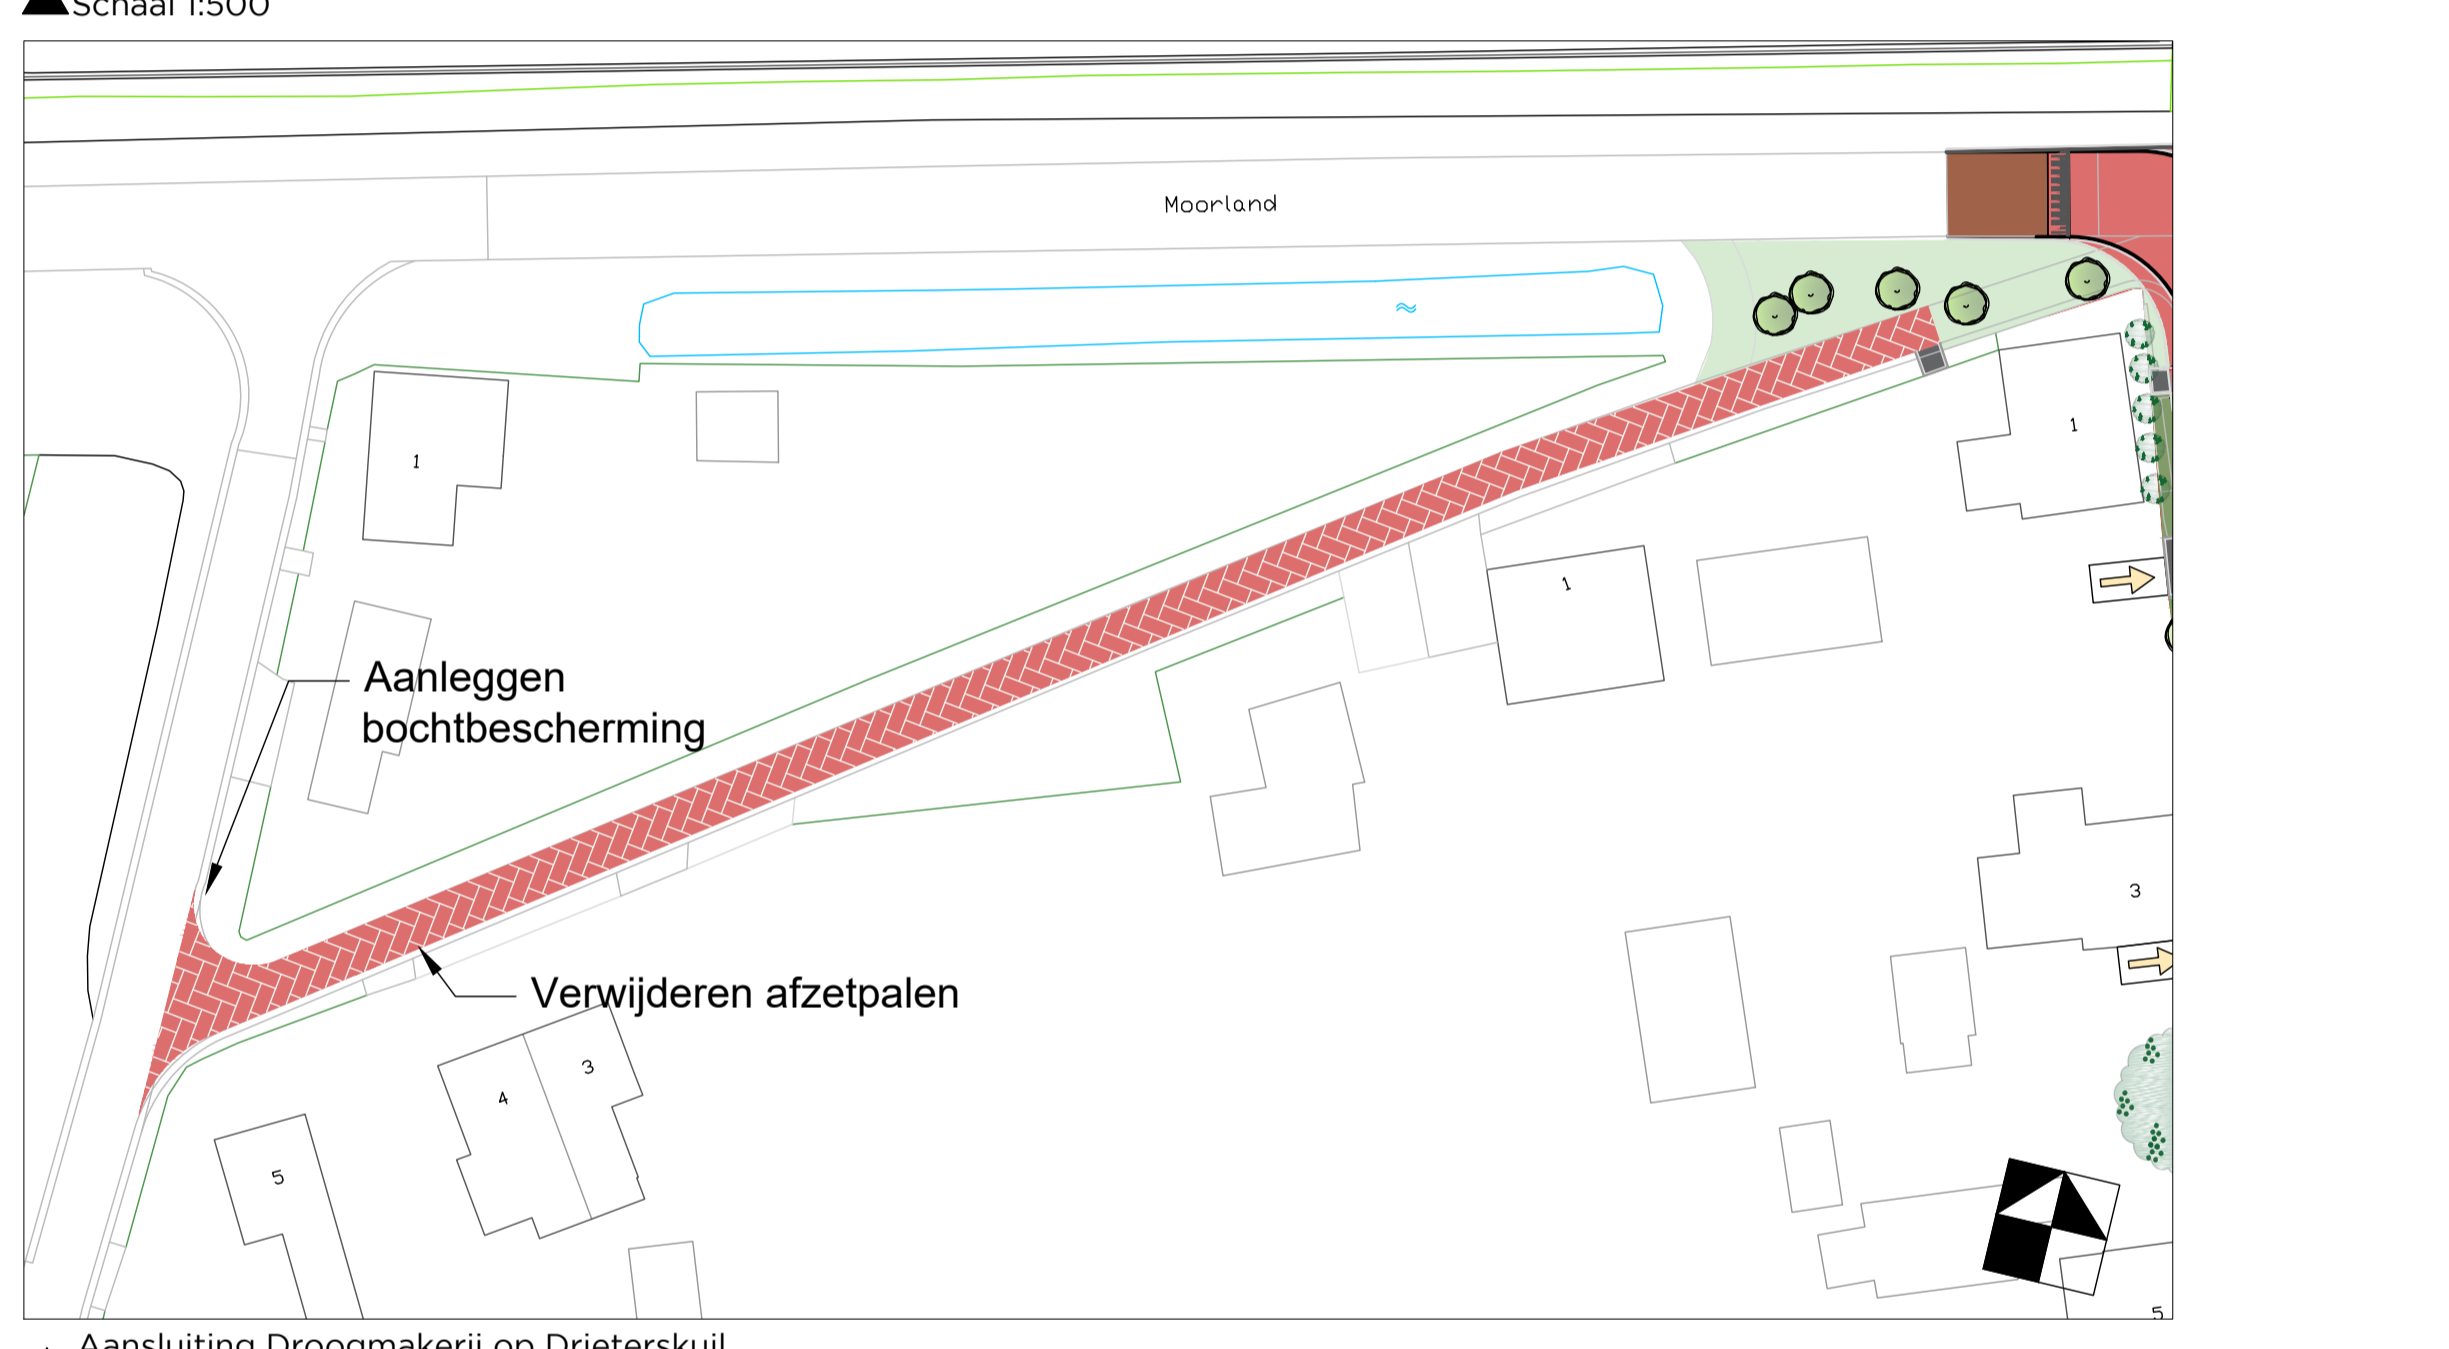 Schaal 1:500
Moorland
1
1
1
Aanleggen
bochtbescherming
3
Verwijderen afzetpalen
3
4
5
5
Aansluiting Droogmakerij op Drieterskuil